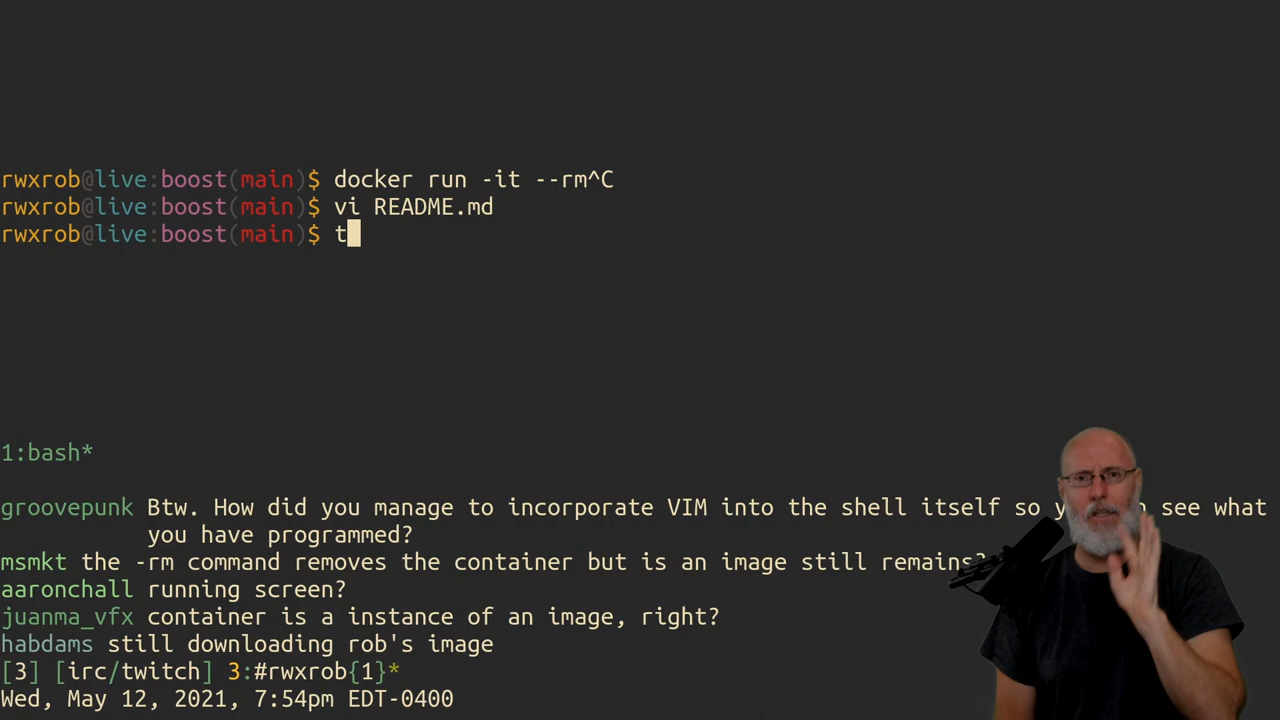 rwxrob@live:boost(main)$ docker run -it --rm^C
rwxrob@live:boost(main)$ vi README.md
rwxrob@live:boost(main)$ t
1:bash*
groovepunk Btw. How did you manage to incorporate VIM into the shell itself so see what
you have programmed?
msmkt the -rm command removes the container but is an image still remains?
aaronchall running screen?
juanma_vfx container is a instance of an image, right?
habdams still downloading rob's image
[3] [irc/twitch] 3:#rwxrob{1}*
Wed, May 12, 2021, 7:54pm EDT-0400